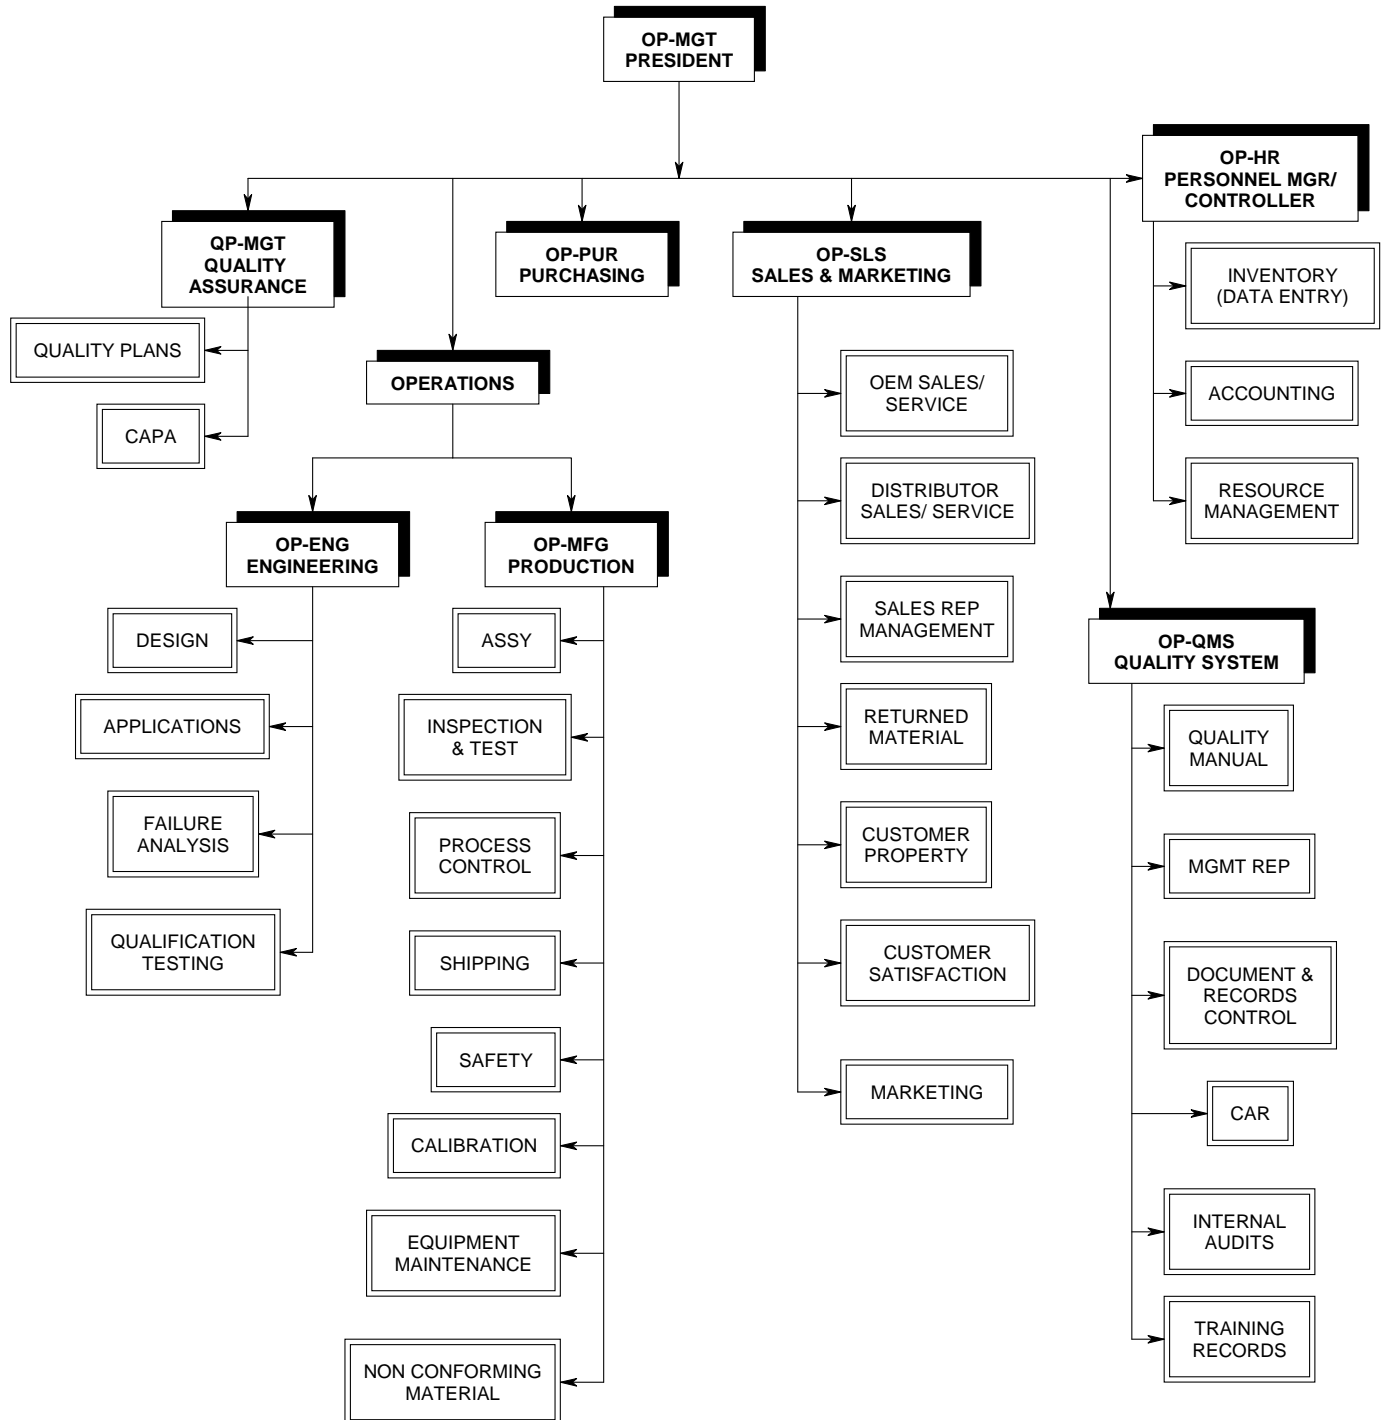 OP-MGT
PRESIDENT
OP-HR
PERSONNEL MGR/
CONTROLLER
QP-MGT
QUALITY
ASSURANCE
OP-PUR
PURCHASING
OP-SLS
SALES & MARKETING
INVENTORY
(DATA ENTRY)
QUALITY PLANS
OPERATIONS
OEM SALES/
SERVICE
ACCOUNTING
CAPA
DISTRIBUTOR
SALES/ SERVICE
RESOURCE
MANAGEMENT
OP-ENG
ENGINEERING
OP-MFG
PRODUCTION
DESIGN
ASSY
SALES REP
MANAGEMENT
OP-QMS
QUALITY SYSTEM
APPLICATIONS
INSPECTION
& TEST
RETURNED
MATERIAL
QUALITY
MANUAL
FAILURE
ANALYSIS
PROCESS
CONTROL
CUSTOMER
PROPERTY
MGMT REP
QUALIFICATION
TESTING
SHIPPING
CUSTOMER
SATISFACTION
DOCUMENT &
RECORDS
CONTROL
SAFETY
MARKETING
CAR
CALIBRATION
EQUIPMENT
MAINTENANCE
INTERNAL
AUDITS
NON CONFORMING
MATERIAL
TRAINING
RECORDS